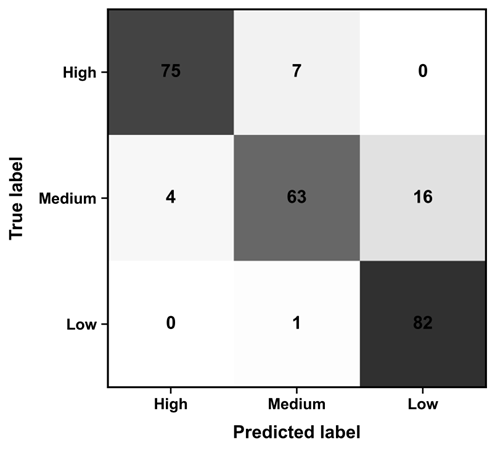 True label
High 75 7 0
Medium 4 63 16
Low 0 1 82
High Medium Low
Predicted label